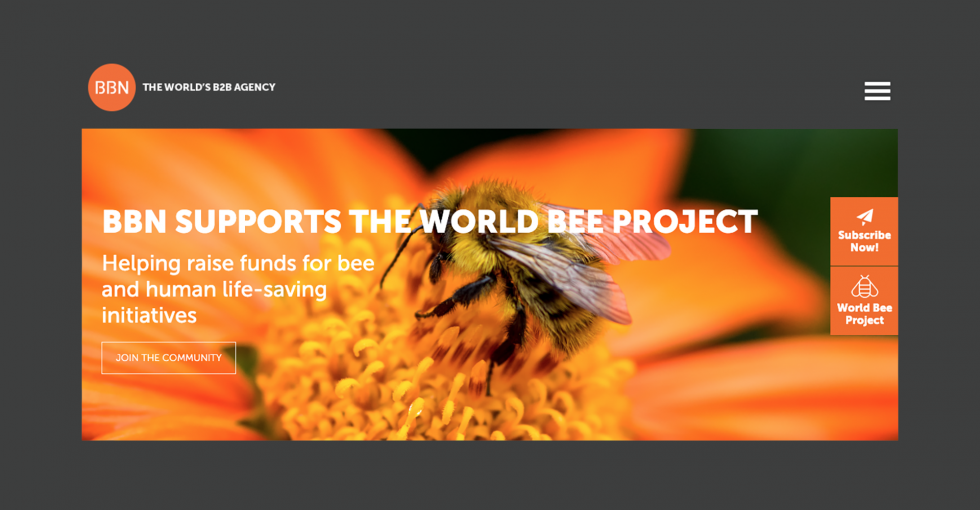 BBN THE WORLD'S B2B AGENCY
BBN SUPPORTS THE WORLD BEE PROJECT
Helping raise funds for bee
and human life-saving
initiatives
JOIN THE COMMUNITY
Subscribe
Now!
World Bee
Project